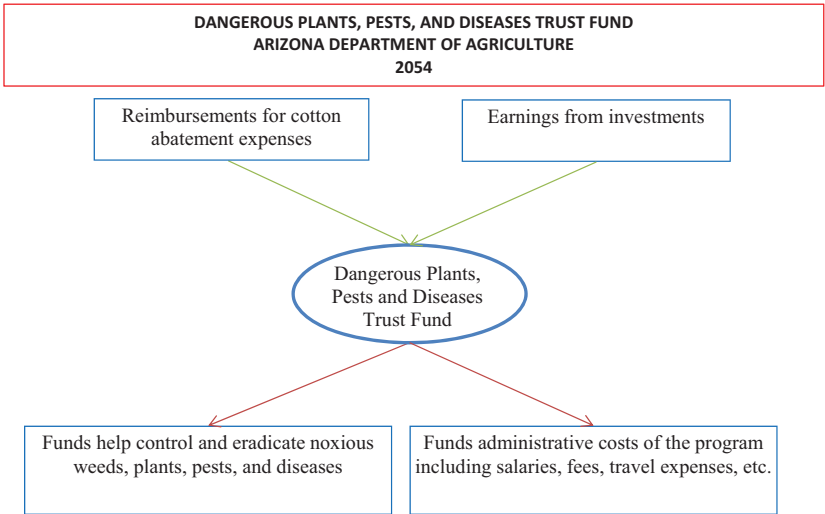 DANGEROUS PLANTS, PESTS, AND DISEASES TRUST FUND
ARIZONA DEPARTMENT OF AGRICULTURE
2054
Reimbursements for cotton
abatement expenses
Earnings from investments
Dangerous Plants,
Pests and Diseases
Trust Fund
Funds help control and eradicate noxious
weeds, plants, pests, and diseases
Funds administrative costs of the program
including salaries, fees, travel expenses, etc.